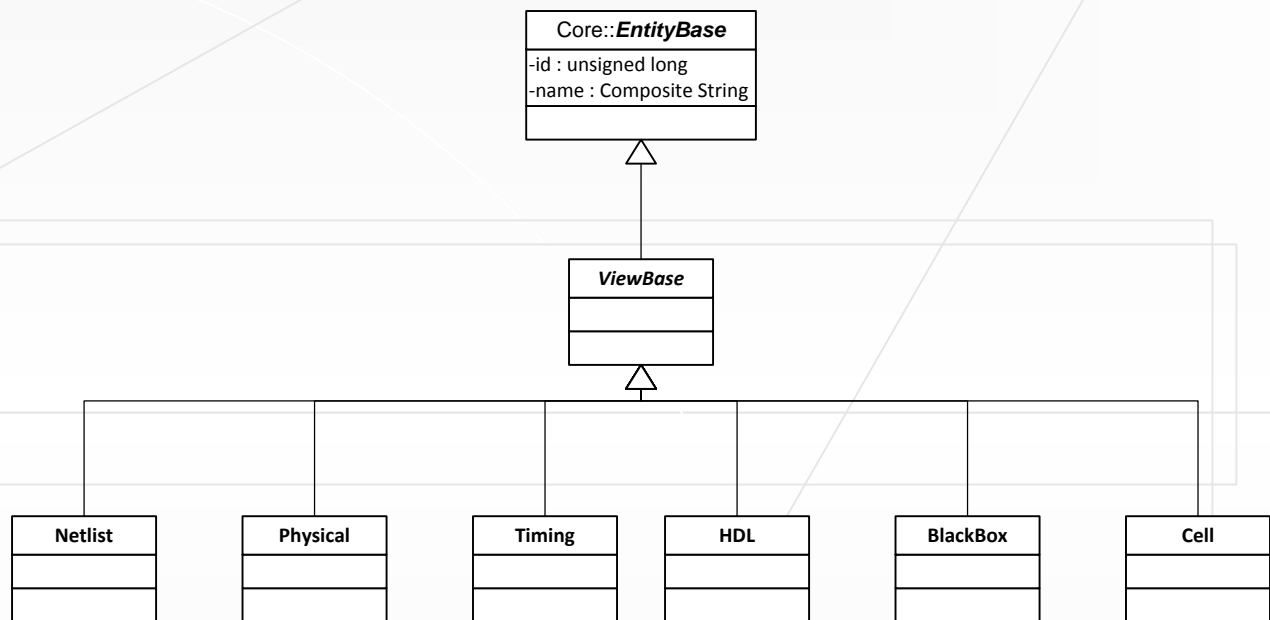 Core::EntityBase
-id : unsigned long
-name : Composite String
ViewBase
Netlist
Physical
Timing
HDL
BlackBox
Cell